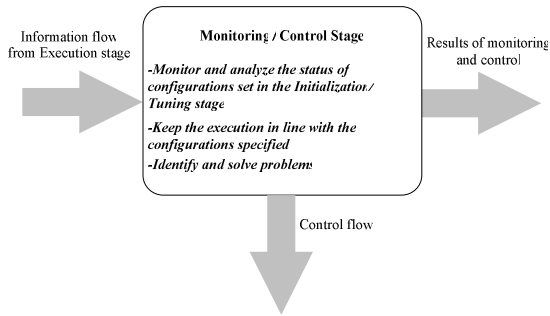 Information flow
from Execution stage
Monitoring / Control Stage
-Monitor and analyze the status of
configurations set in the Initialization/
Tuning stage
-Keep the execution in line with the
configurations specified
-Identify and solve problems
Results of monitoring
and control
Control flow